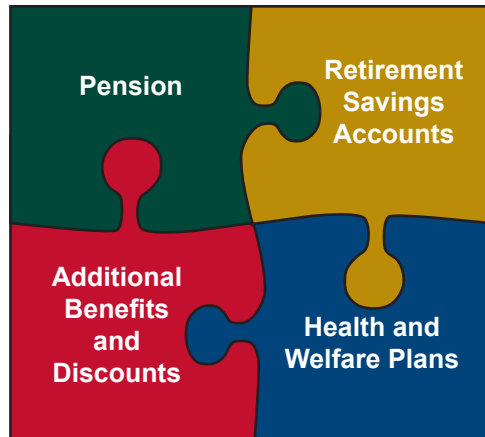 Pension
Retirement
Savings
Accounts
Additional
Benefits
and
Discounts
Health and
Welfare Plans